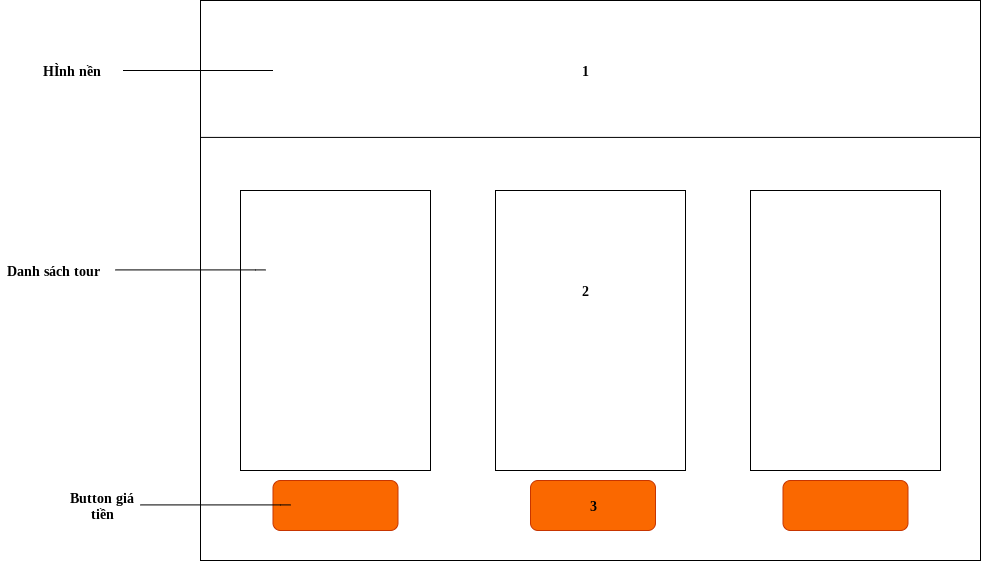 HÌnh nền
1
Danh sách tour
2
Button giá
tiền
3